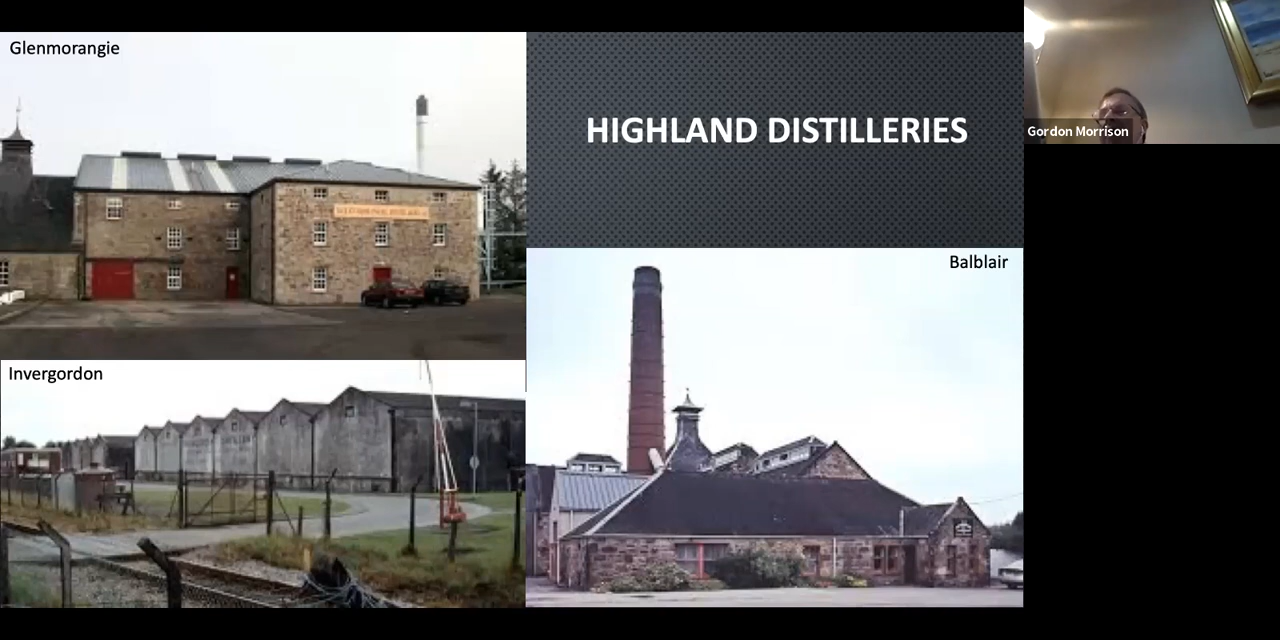 Glenmorangie
HIGHLAND DISTILLERIES
Gordon Morrison
Balblair
Invergordon